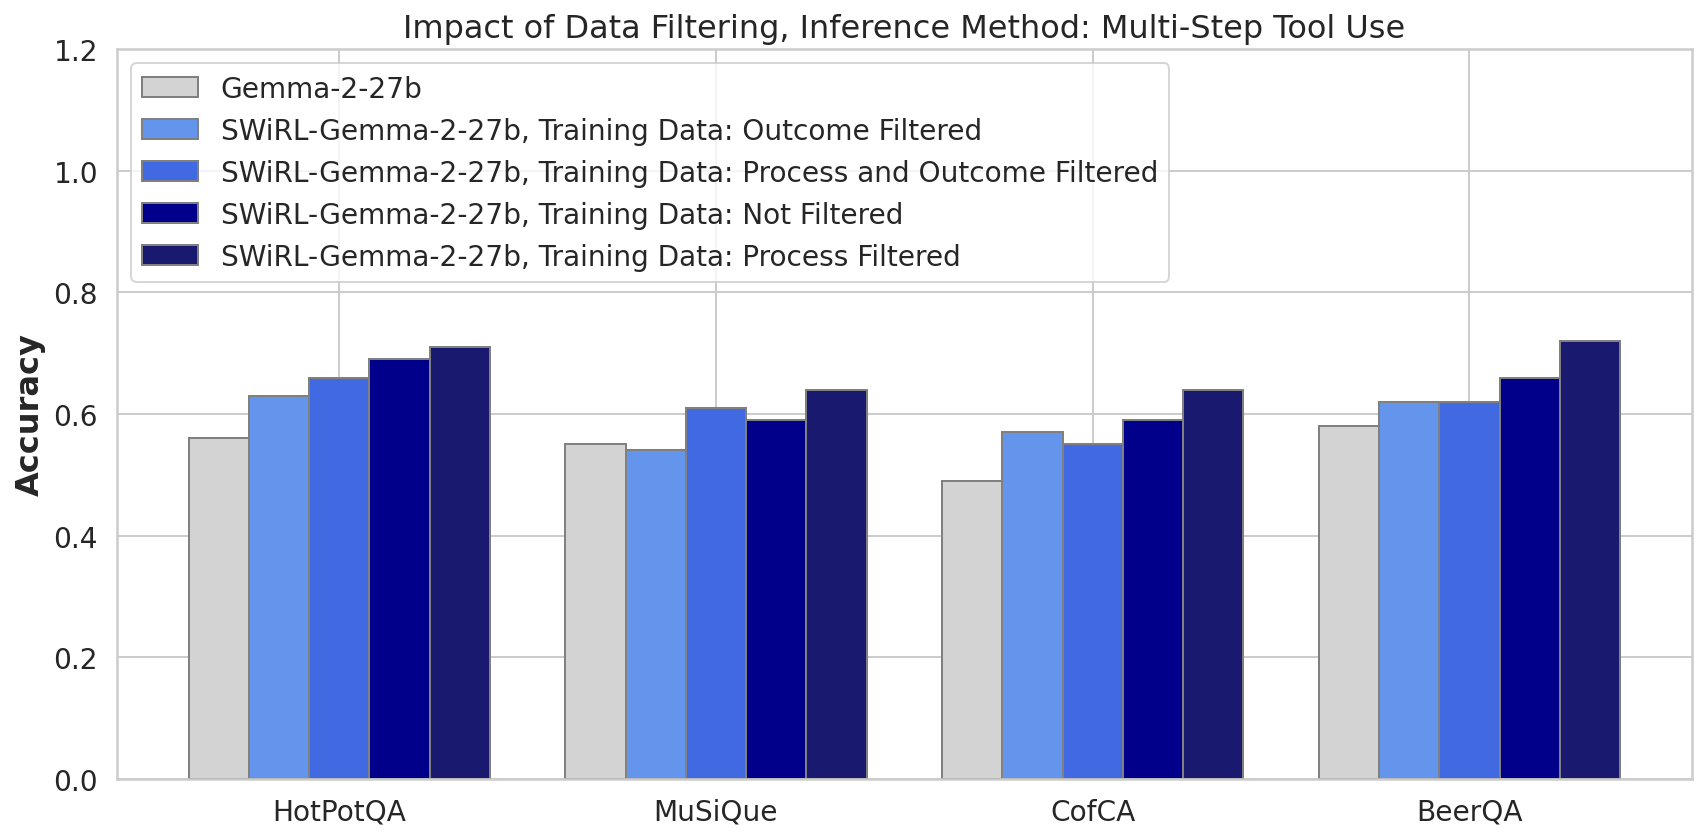 Impact of Data Filtering, Inference Method: Multi-Step Tool Use
1.2
1.0
0.8
0.6
0.4
0.2
0.0
Accuracy
Gemma-2-27b
SWiRL-Gemma-2-27b, Training Data: Outcome Filtered
SWiRL-Gemma-2-27b, Training Data: Process and Outcome Filtered
SWiRL-Gemma-2-27b, Training Data: Not Filtered
SWiRL-Gemma-2-27b, Training Data: Process Filtered
HotPotQA
MuSiQue
CofCA
BeerQA